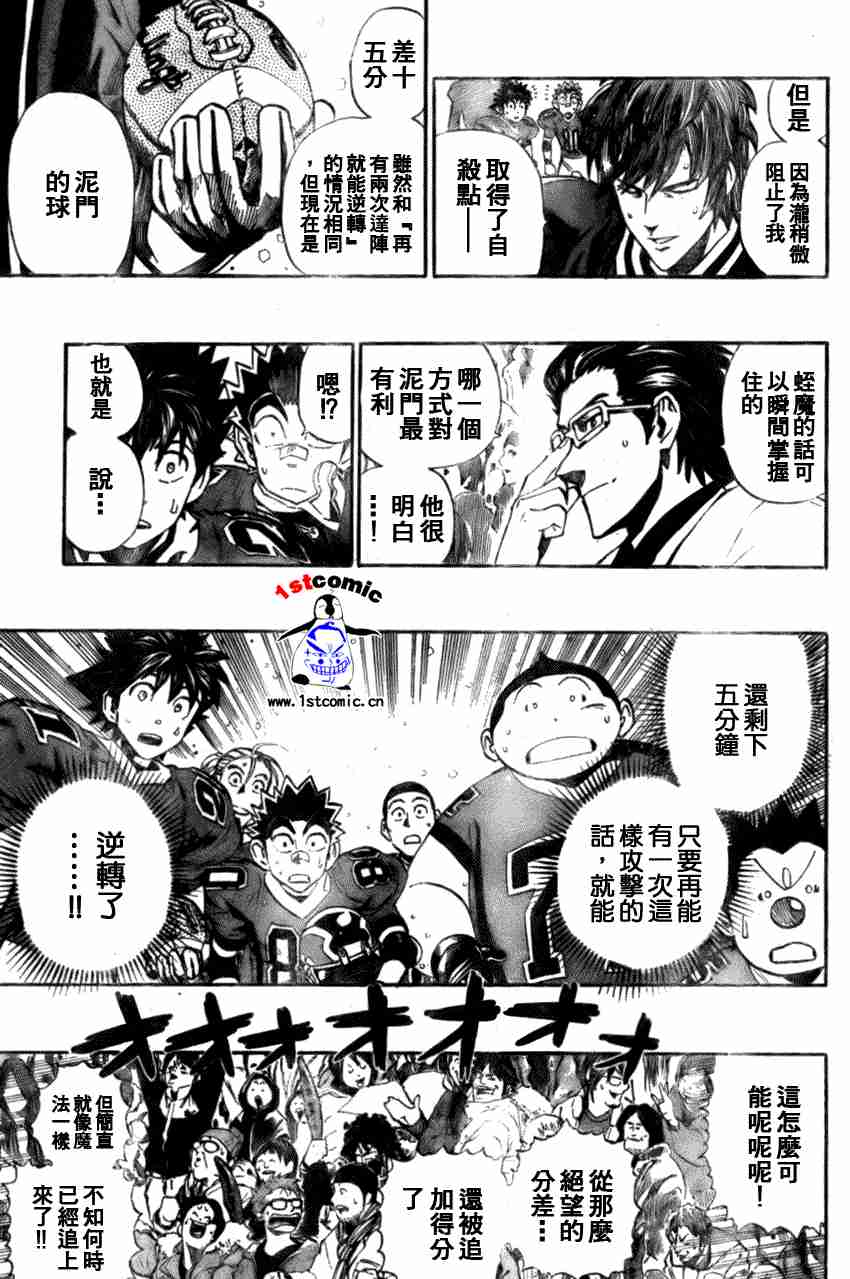 但是
因為瀧稍微
阻止了我
取得了自
殺點——
差十
五分
雖然和『再
有兩次達陣
就能逆轉』
的情況相同
，但現在是
泥門
的球
蛭魔的話可
以瞬間掌握
住的
哪一個
方式對
泥門最
有利
他很
明白
…！
嗯!?
也就是
說…
1stcomic
www.1stcomic.cn
還剩下
五分鐘
只要再能
有一次這
樣攻擊的
話，就能
逆轉了
……!!
オオオオオオオ
這怎麼可
能呢呢呢！
從那麼
絕望的
分差…
還被追
加得分
了
但簡直
就像魔
法一樣
不知何時
已經追上
來了!!